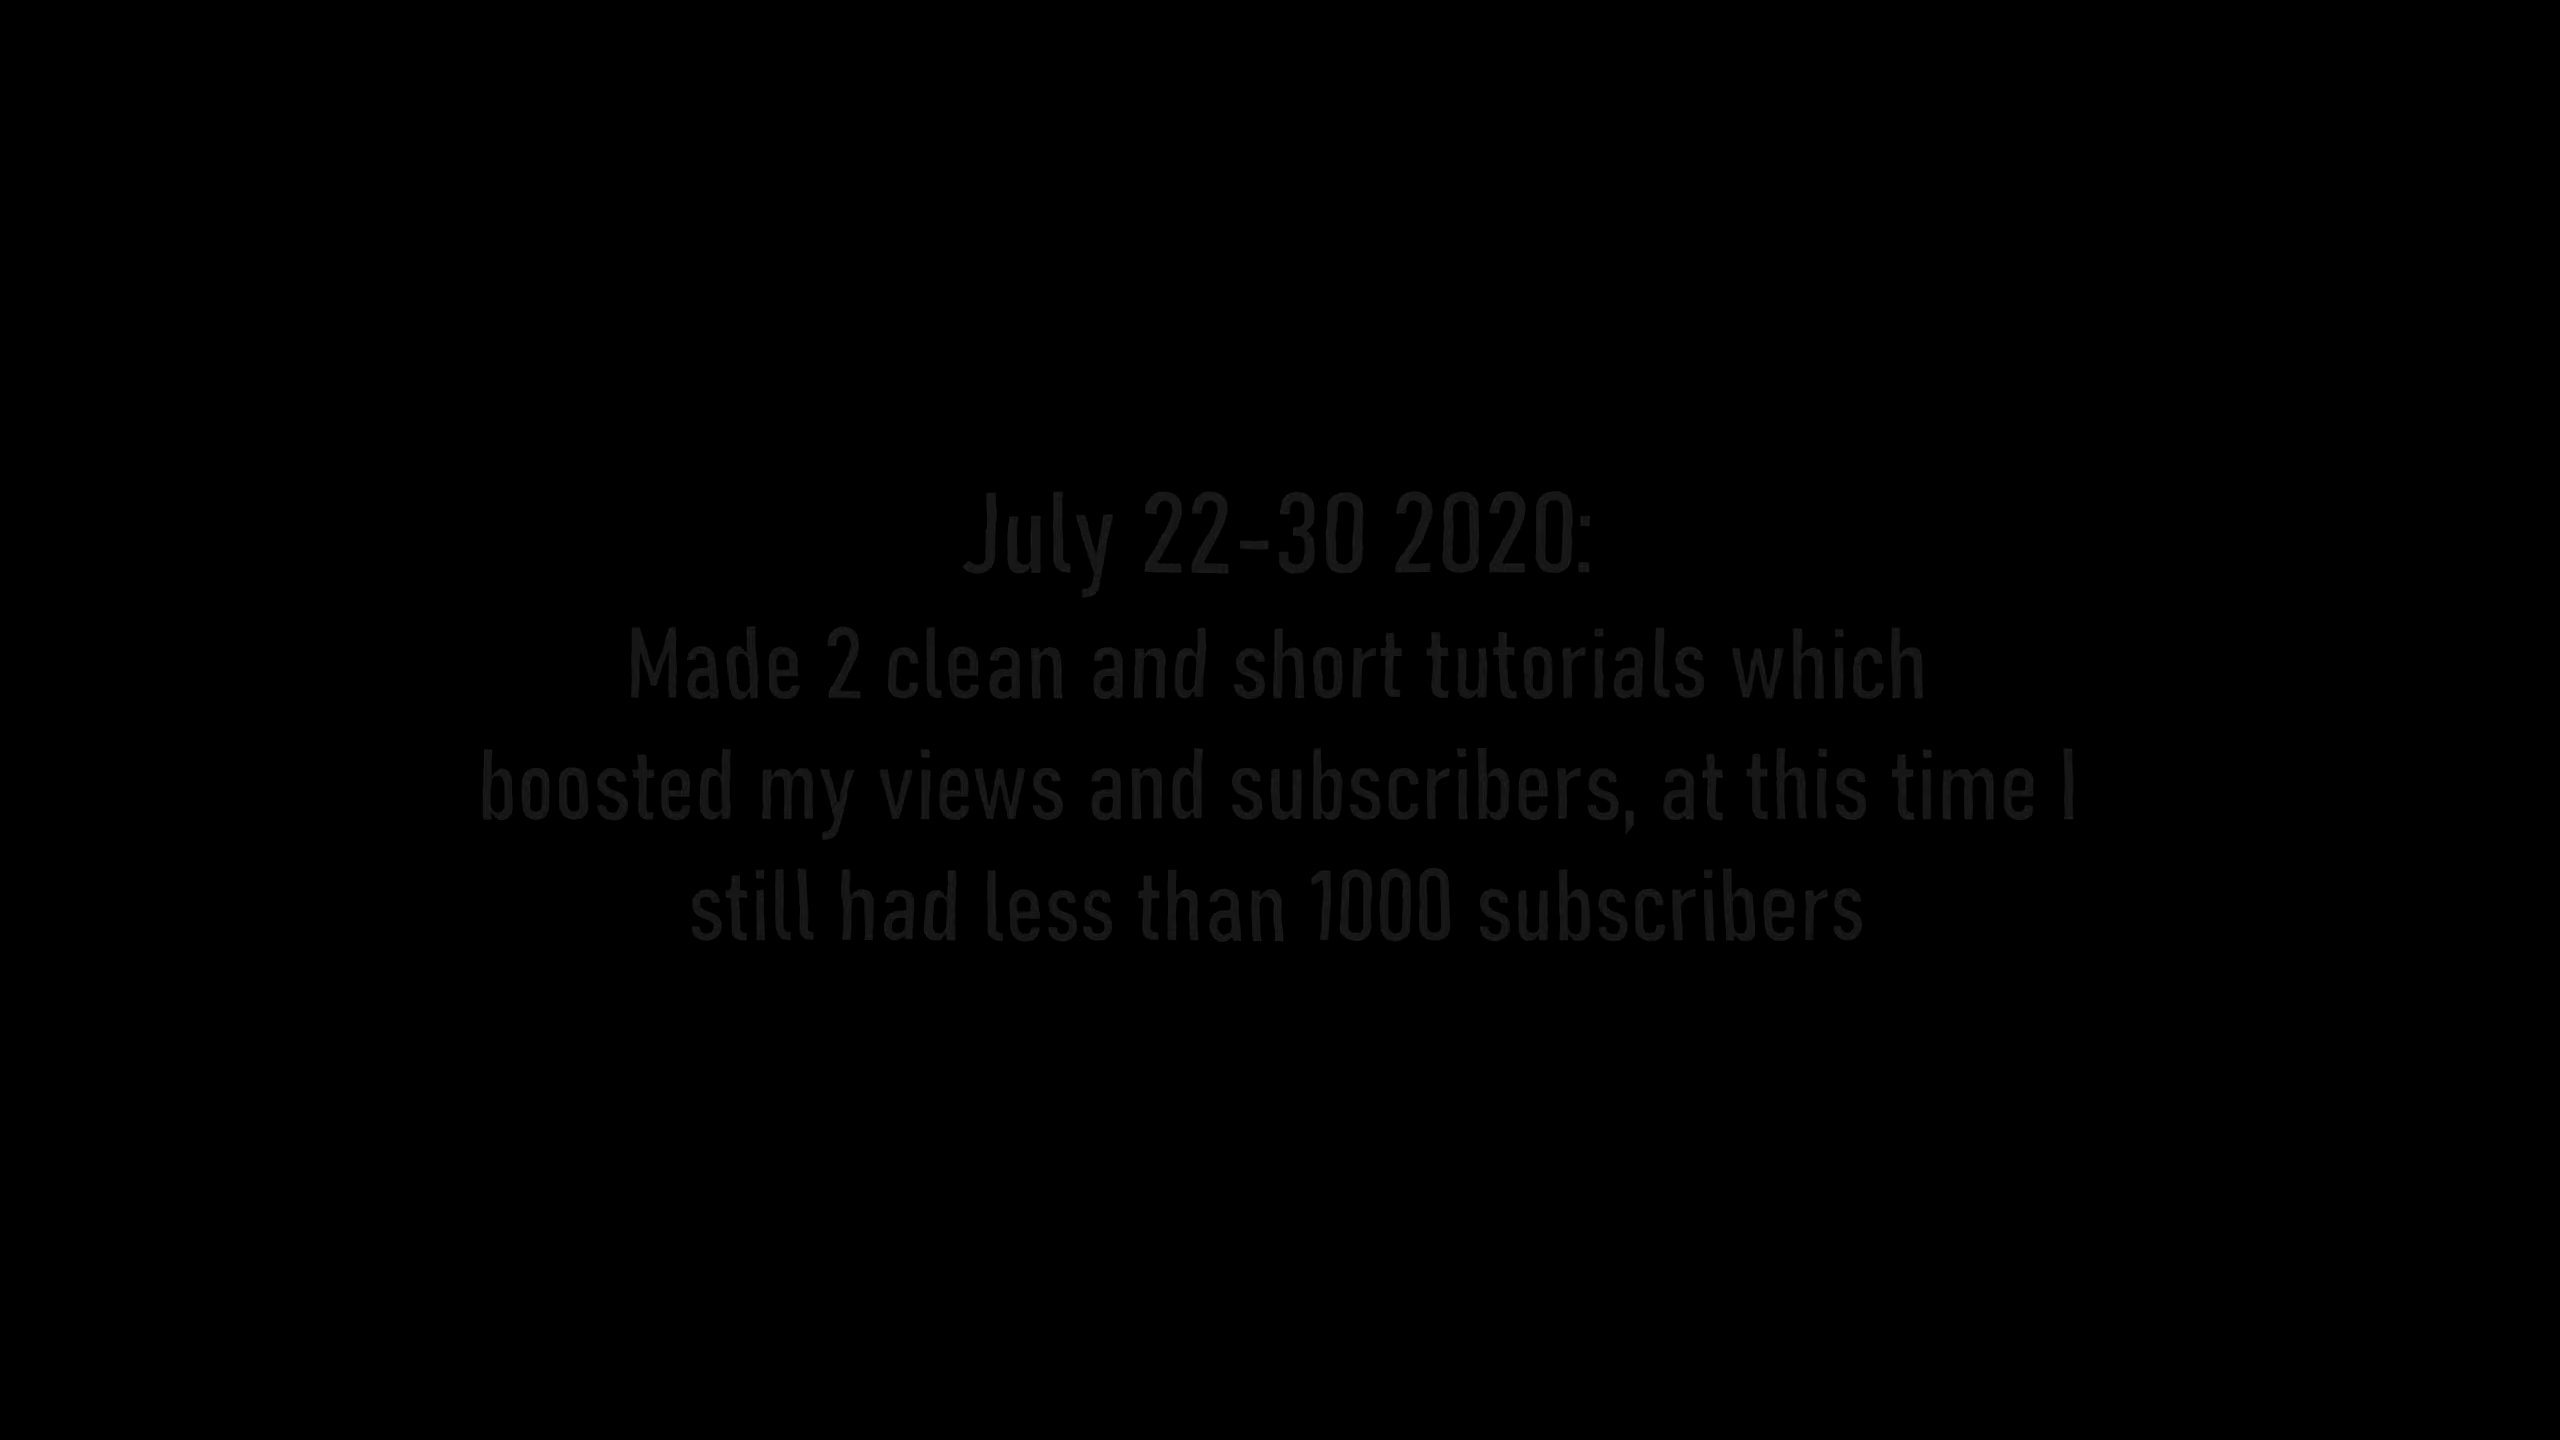 July 22-30 2020:
Made 2 clean and short tutorials which
boosted my views and subscribers, at this time I
still had less than 1000 subscribers